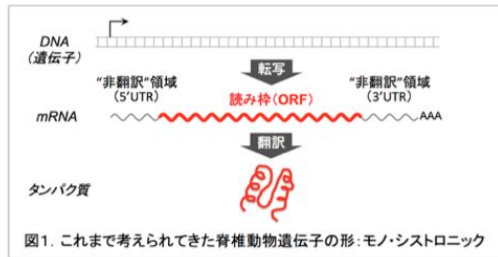 DNA
(遺伝子)
転写
“非翻訳”領域
(5'UTR)
読み枠(ORF)
“非翻訳”領域
(3'UTR)
mRNA
AAA
翻訳
タンパク質
図1. これまで考えられてきた脊椎動物遺伝子の形:モノ・シストロニック